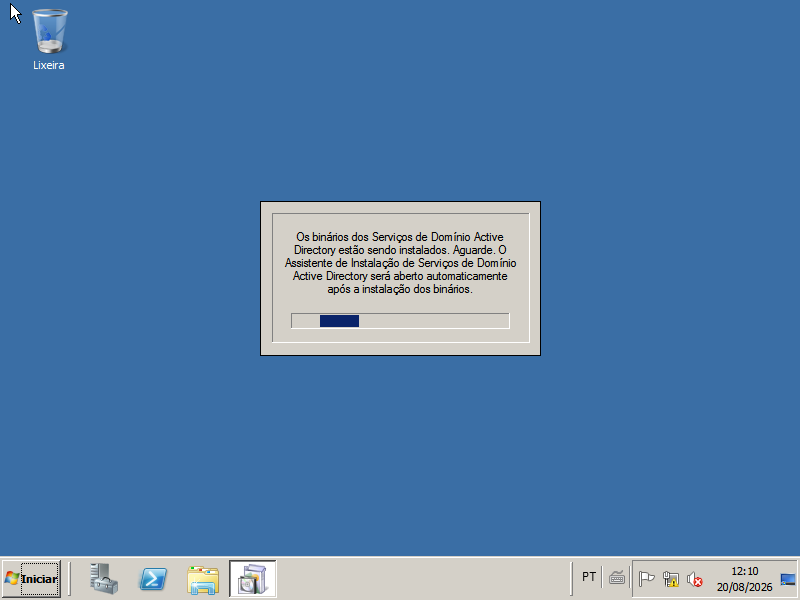 Lixeira
Os binários dos Serviços de Domínio Active
Directory estão sendo instalados. Aguarde. O
Assistente de Instalação de Serviços de Domínio
Active Directory será aberto automaticamente
após a instalação dos binários.
Iniciar
PT
12:10
20/08/2026